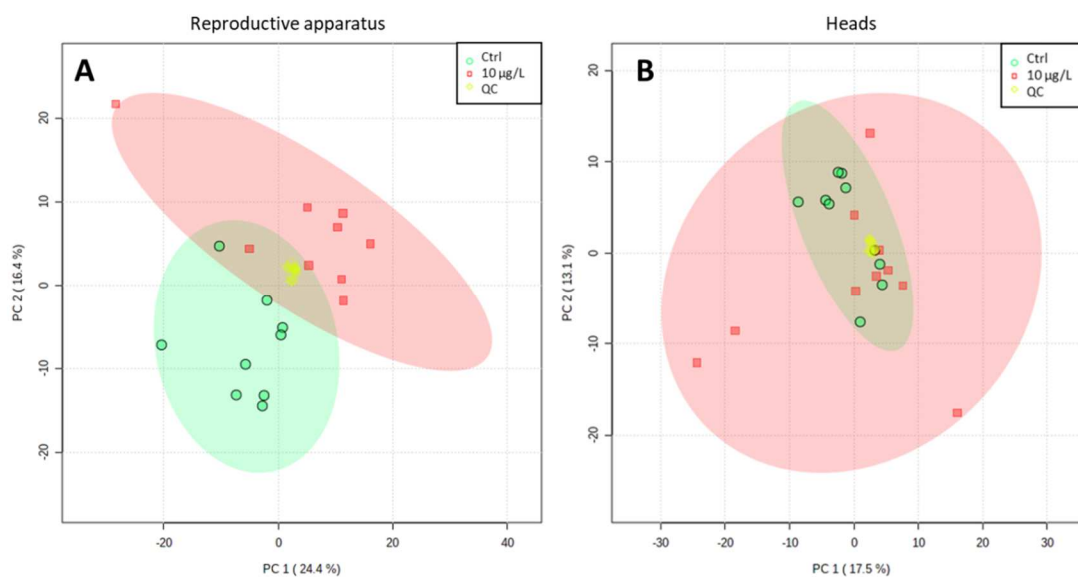 Reproductive apparatus
A
Ctrl
10 µg/L
QC
20
10
0
-10
-20
PC 2 ( 16.4 %)
-20
0
20
40
PC 1 ( 24.4 %)
Heads
B
Ctrl
10 µg/L
QC
20
10
0
-10
-20
PC 2 ( 13.1 %)
-30
-20
-10
0
10
20
30
PC 1 ( 17.5 %)